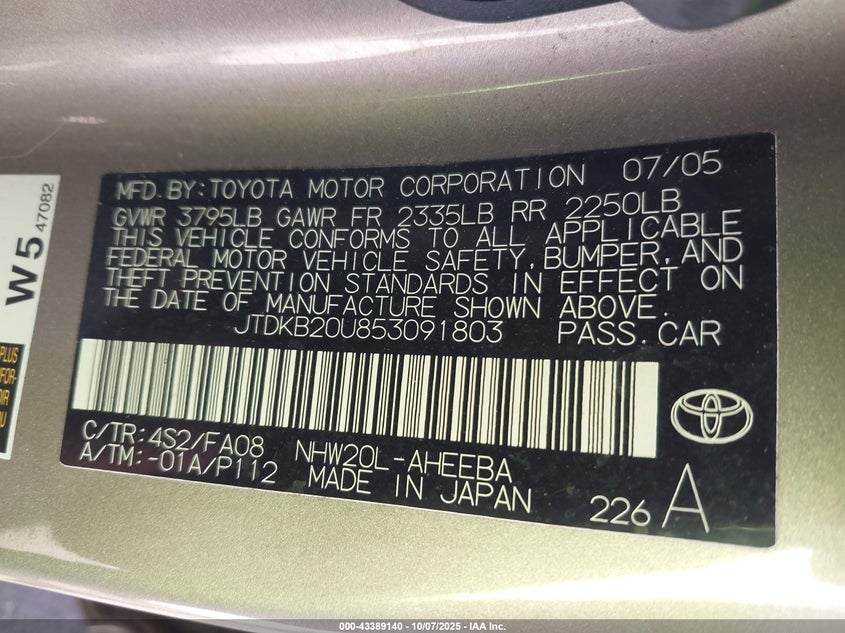 MFD. BY: TOYOTA MOTOR CORPORATION 07/05
GVWR 3795LB GAWR FR 2335LB RR 2250LB
THIS VEHICLE CONFORMS TO ALL APPLICABLE
FEDERAL MOTOR VEHICLE SAFETY, BUMPER, AND
THEFT PREVENTION STANDARDS IN EFFECT ON
THE DATE OF MANUFACTURE SHOWN ABOVE.
JTDKB20U853091803 PASS. CAR
C/TR: 4S2/FA08 NHW20L-AHEEBA
A/TM: -01A/P112 MADE IN JAPAN
226 A
W5 47082
PLUS
000-43389140 - 10/07/2025 - IAA Inc.